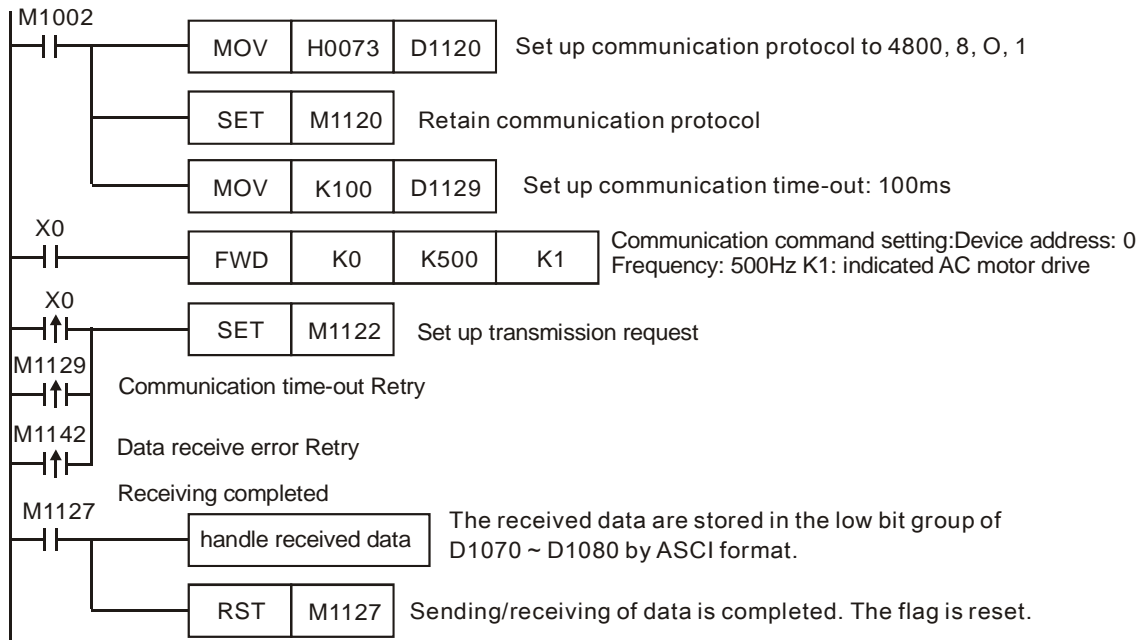 M1002
MOV H0073 D1120 Set up communication protocol to 4800, 8, O, 1
SET M1120 Retain communication protocol
MOV K100 D1129 Set up communication time-out: 100ms
X0
FWD K0 K500 K1 Communication command setting:Device address: 0
Frequency: 500Hz K1: indicated AC motor drive
X0
SET M1122 Set up transmission request
M1129
Communication time-out Retry
M1142
Data receive error Retry
Receiving completed
M1127
handle received data The received data are stored in the low bit group of
D1070 ~ D1080 by ASCI format.
RST M1127 Sending/receiving of data is completed. The flag is reset.